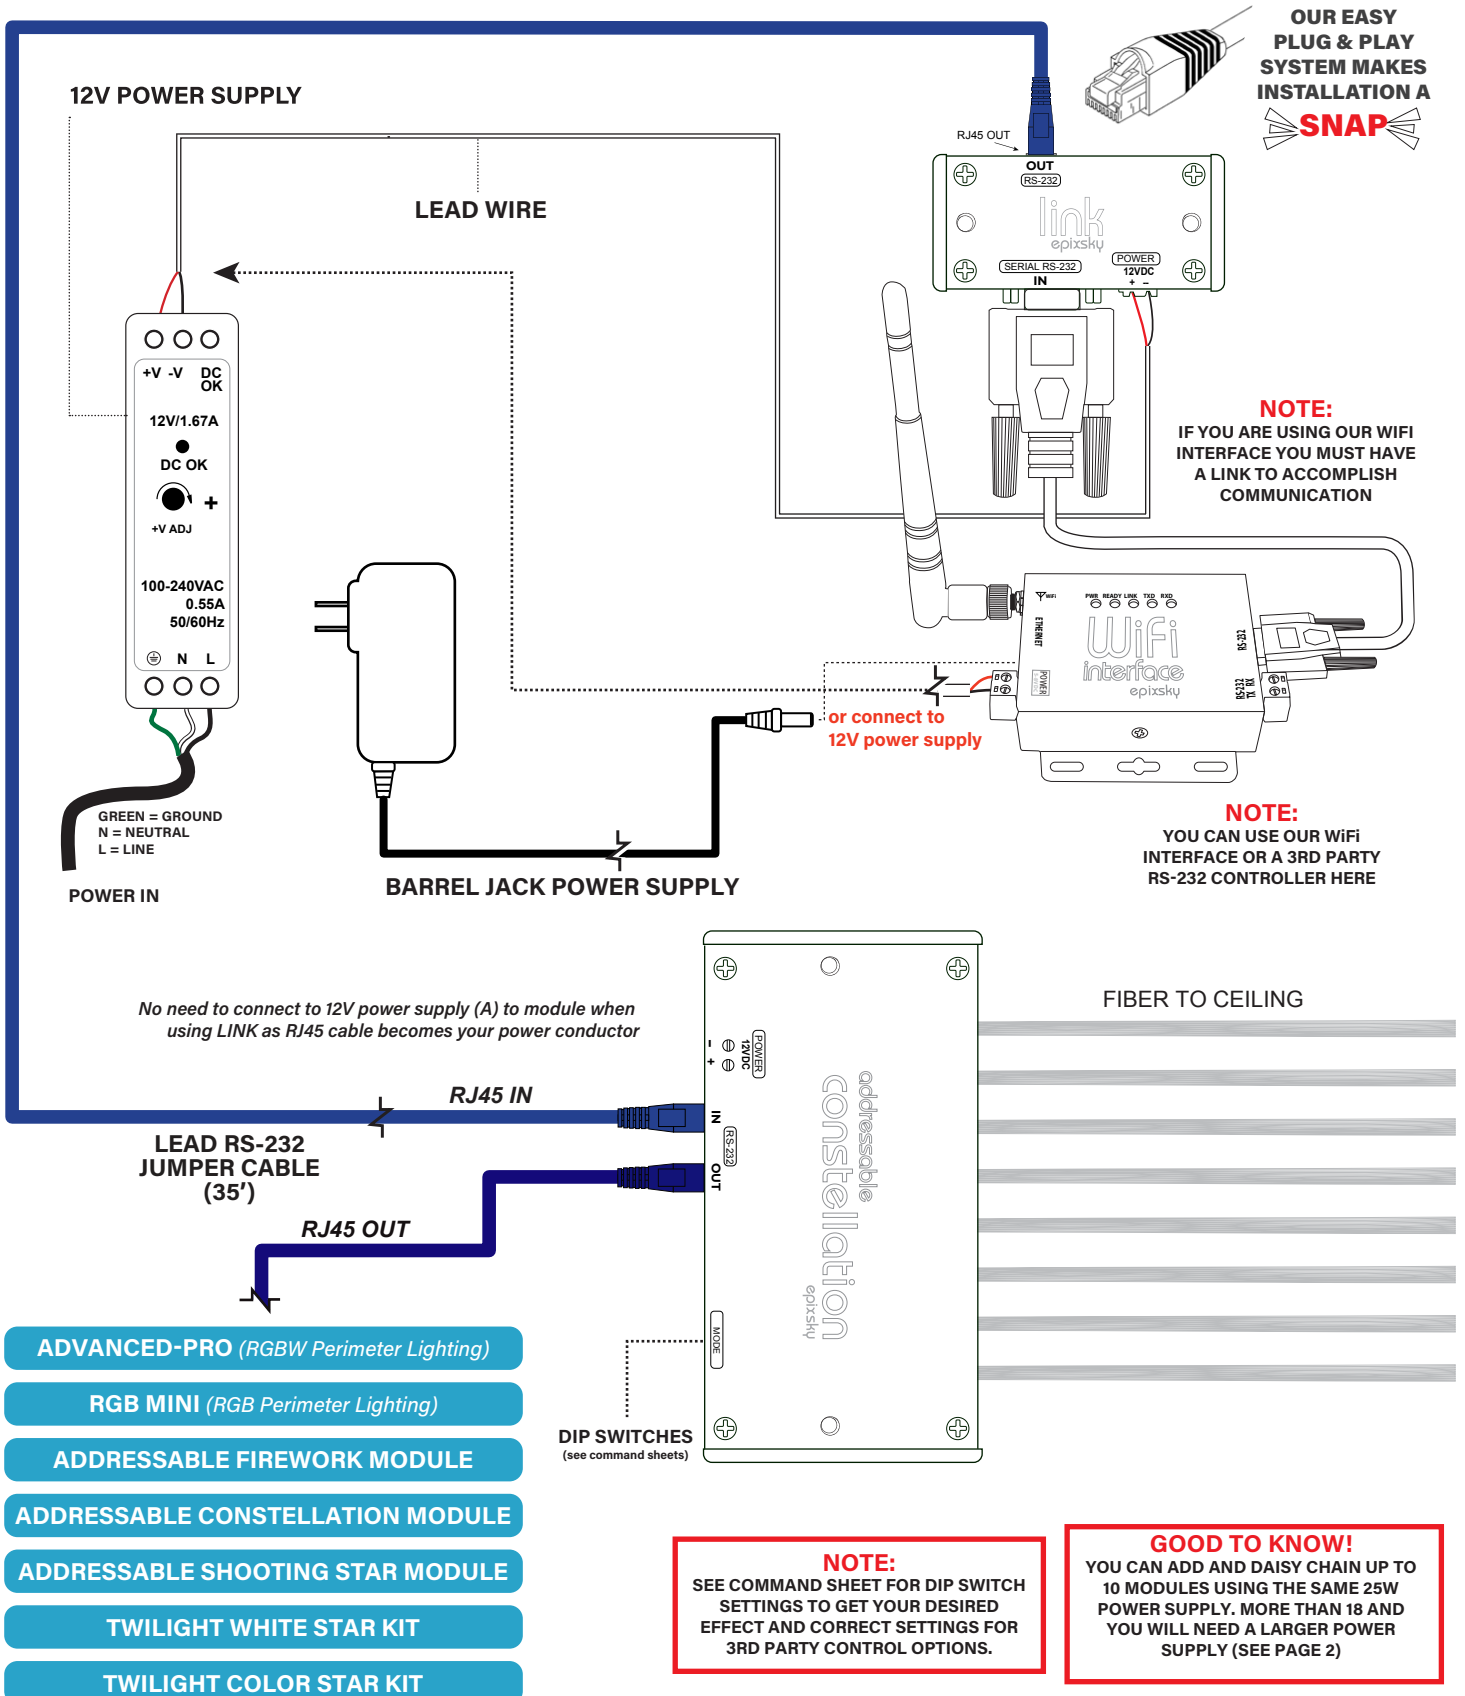 OUR EASY
PLUG & PLAY
SYSTEM MAKES
INSTALLATION A
SNAP
12V POWER SUPPLY
LEAD WIRE
RJ45 OUT
OUT
RS-232
link
epixsky
SERIAL RS-232
IN
POWER
12VDC
+ −
+V -V DC
OK
12V/1.67A
DC OK
+
+V ADJ
100-240VAC
0.55A
50/60Hz
N L
GREEN = GROUND
N = NEUTRAL
L = LINE
POWER IN
NOTE:
IF YOU ARE USING OUR WIFI
INTERFACE YOU MUST HAVE
A LINK TO ACCOMPLISH
COMMUNICATION
WiFi
PWR READY LINK TXD RXD
ETHERNET
WiFi
interface
epixsky
POWER
RS-232
RS-232
TX RX
or connect to
12V power supply
BARREL JACK POWER SUPPLY
NOTE:
YOU CAN USE OUR WiFi
INTERFACE OR A 3RD PARTY
RS-232 CONTROLLER HERE
No need to connect to 12V power supply (A) to module when
using LINK as RJ45 cable becomes your power conductor
FIBER TO CEILING
POWER
12VDC
- +
RJ45 IN
IN
RS-232
OUT
addressable
constellation
epixsky
LEAD RS-232
JUMPER CABLE
(35')
RJ45 OUT
MODE
DIP SWITCHES
(see command sheets)
ADVANCED-PRO (RGBW Perimeter Lighting)
RGB MINI (RGB Perimeter Lighting)
ADDRESSABLE FIREWORK MODULE
ADDRESSABLE CONSTELLATION MODULE
ADDRESSABLE SHOOTING STAR MODULE
TWILIGHT WHITE STAR KIT
TWILIGHT COLOR STAR KIT
NOTE:
SEE COMMAND SHEET FOR DIP SWITCH
SETTINGS TO GET YOUR DESIRED
EFFECT AND CORRECT SETTINGS FOR
3RD PARTY CONTROL OPTIONS.
GOOD TO KNOW!
YOU CAN ADD AND DAISY CHAIN UP TO
10 MODULES USING THE SAME 25W
POWER SUPPLY. MORE THAN 18 AND
YOU WILL NEED A LARGER POWER
SUPPLY (SEE PAGE 2)